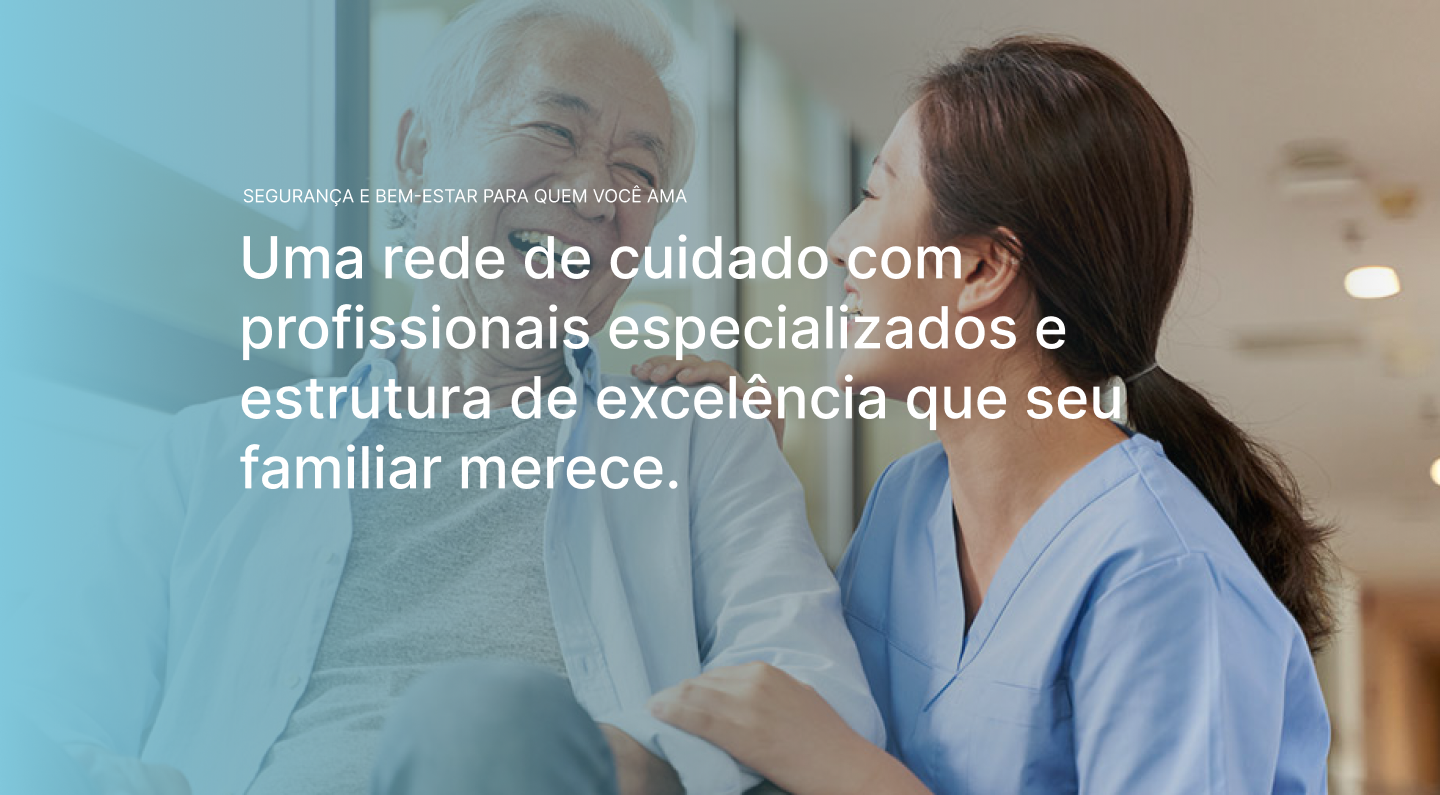 SEGURANÇA E BEM-ESTAR PARA QUEM VOCÊ AMA
Uma rede de cuidado com
profissionais especializados e
estrutura de excelência que seu
familiar merece.